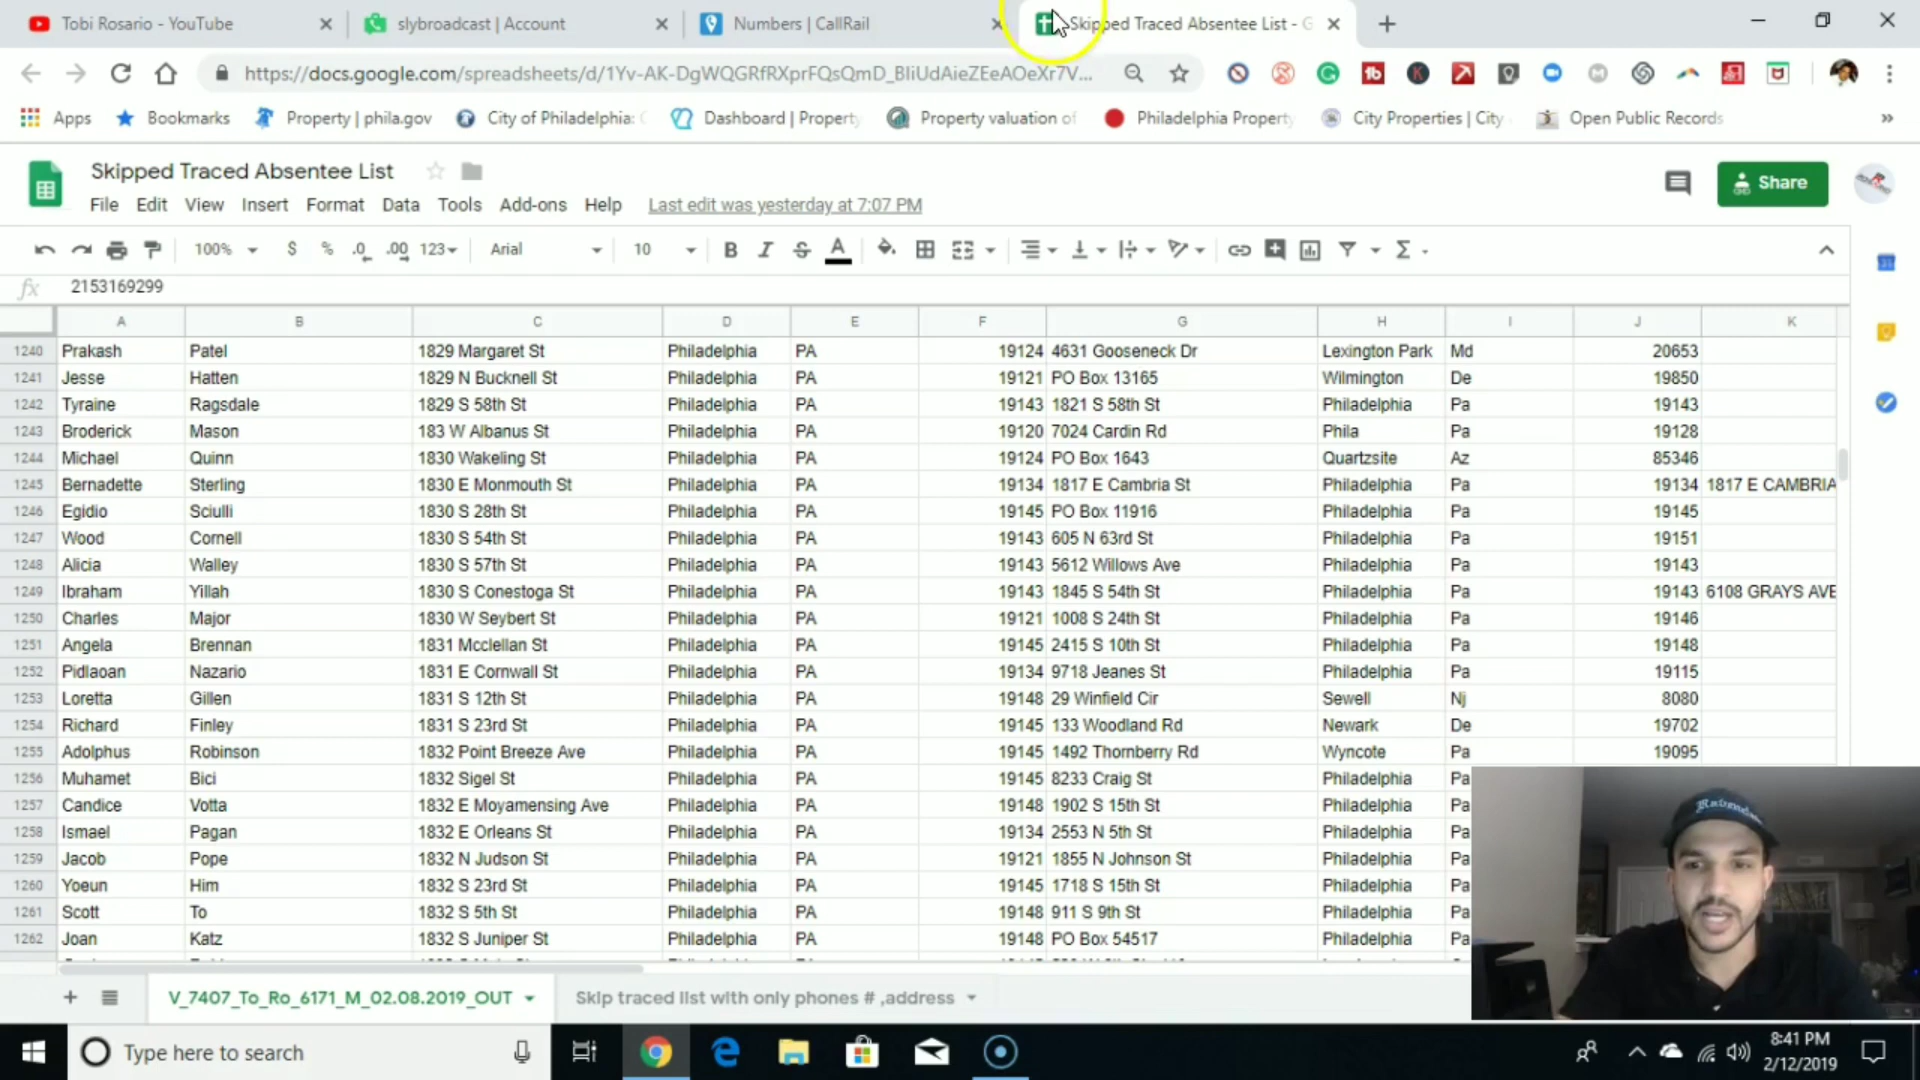 Tobi Rosario - YouTube
slybroadcast | Account
Numbers | CallRail
Skipped Traced Absentee List - G
https://docs.google.com/spreadsheets/d/1Yv-AK-DgWQGRfRXprFQsQmD_BIiUdAieZEeAOeXr7V...
Apps Bookmarks Property | phila.gov City of Philadelphia: Dashboard | Property Property valuation of Philadelphia Property City Properties | City Open Public Records »
Skipped Traced Absentee List
File Edit View Insert Format Data Tools Add-ons Help Last edit was yesterday at 7:07 PM
Share
100% $ % .0 .00 123 Arial 10 B I S A Σ
fx 2153169299
A B C D E F G H I J K
1240 Prakash Patel 1829 Margaret St Philadelphia PA 19124 4631 Gooseneck Dr Lexington Park Md 20653
1241 Jesse Hatten 1829 N Bucknell St Philadelphia PA 19121 PO Box 13165 Wilmington De 19850
1242 Tyraine Ragsdale 1829 S 58th St Philadelphia PA 19143 1821 S 58th St Philadelphia Pa 19143
1243 Broderick Mason 183 W Albanus St Philadelphia PA 19120 7024 Cardin Rd Phila Pa 19128
1244 Michael Quinn 1830 Wakeling St Philadelphia PA 19124 PO Box 1643 Quartzsite Az 85346
1245 Bernadette Sterling 1830 E Monmouth St Philadelphia PA 19134 1817 E Cambria St Philadelphia Pa 19134 1817 E CAMBRIA
1246 Egidio Sciulli 1830 S 28th St Philadelphia PA 19145 PO Box 11916 Philadelphia Pa 19145
1247 Wood Cornell 1830 S 54th St Philadelphia PA 19143 605 N 63rd St Philadelphia Pa 19151
1248 Alicia Walley 1830 S 57th St Philadelphia PA 19143 5612 Willows Ave Philadelphia Pa 19143
1249 Ibraham Yillah 1830 S Conestoga St Philadelphia PA 19143 1845 S 54th St Philadelphia Pa 19143 6108 GRAYS AVE
1250 Charles Major 1830 W Seybert St Philadelphia PA 19121 1008 S 24th St Philadelphia Pa 19146
1251 Angela Brennan 1831 Mcclellan St Philadelphia PA 19145 2415 S 10th St Philadelphia Pa 19148
1252 Pidlaoan Nazario 1831 E Cornwall St Philadelphia PA 19134 9718 Jeanes St Philadelphia Pa 19115
1253 Loretta Gillen 1831 S 12th St Philadelphia PA 19148 29 Winfield Cir Sewell Nj 8080
1254 Richard Finley 1831 S 23rd St Philadelphia PA 19145 133 Woodland Rd Newark De 19702
1255 Adolphus Robinson 1832 Point Breeze Ave Philadelphia PA 19145 1492 Thornberry Rd Wyncote Pa 19095
1256 Muhamet Bici 1832 Sigel St Philadelphia PA 19145 8233 Craig St Philadelphia Pa
1257 Candice Votta 1832 E Moyamensing Ave Philadelphia PA 19148 1902 S 15th St Philadelphia Pa
1258 Ismael Pagan 1832 E Orleans St Philadelphia PA 19134 2553 N 5th St Philadelphia Pa
1259 Jacob Pope 1832 N Judson St Philadelphia PA 19121 1855 N Johnson St Philadelphia Pa
1260 Yoeun Him 1832 S 23rd St Philadelphia PA 19145 1718 S 15th St Philadelphia Pa
1261 Scott To 1832 S 5th St Philadelphia PA 19148 911 S 9th St Philadelphia Pa
1262 Joan Katz 1832 S Juniper St Philadelphia PA 19148 PO Box 54517 Philadelphia Pa
V_7407_To_Ro_6171_M_02.08.2019_OUT Skip traced list with only phones # ,address
Type here to search
8:41 PM
2/12/2019